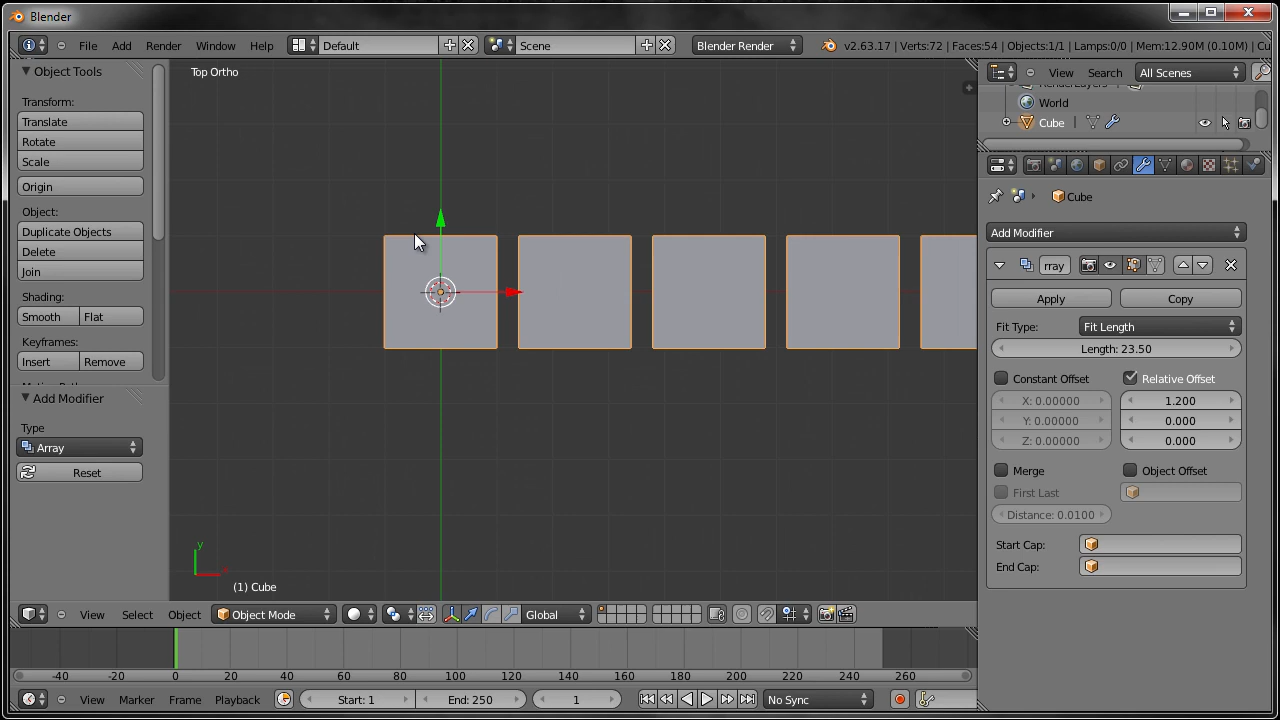 Blender
File Add Render Window Help Default Scene Blender Render v2.63.17 | Verts:72 | Faces:54 | Objects:1/1 | Lamps:0/0 | Mem:12.90M (0.10M) | Cu
Object Tools
Transform:
Translate
Rotate
Scale
Origin
Object:
Duplicate Objects
Delete
Join
Shading:
Smooth Flat
Keyframes:
Insert Remove
Add Modifier
Type
Array
Reset
Top Ortho
y
(1) Cube
View Select Object Object Mode Global
-40 -20 0 20 40 60 80 100 120 140 160 180 200 220 240 260
View Marker Frame Playback Start: 1 End: 250 1 No Sync
View Search All Scenes
RenderLayers
World
Cube
Cube
Add Modifier
rray
Apply Copy
Fit Type: Fit Length
Length: 23.50
Constant Offset Relative Offset
X: 0.00000 1.200
Y: 0.00000 0.000
Z: 0.00000 0.000
Merge Object Offset
First Last
Distance: 0.0100
Start Cap:
End Cap: